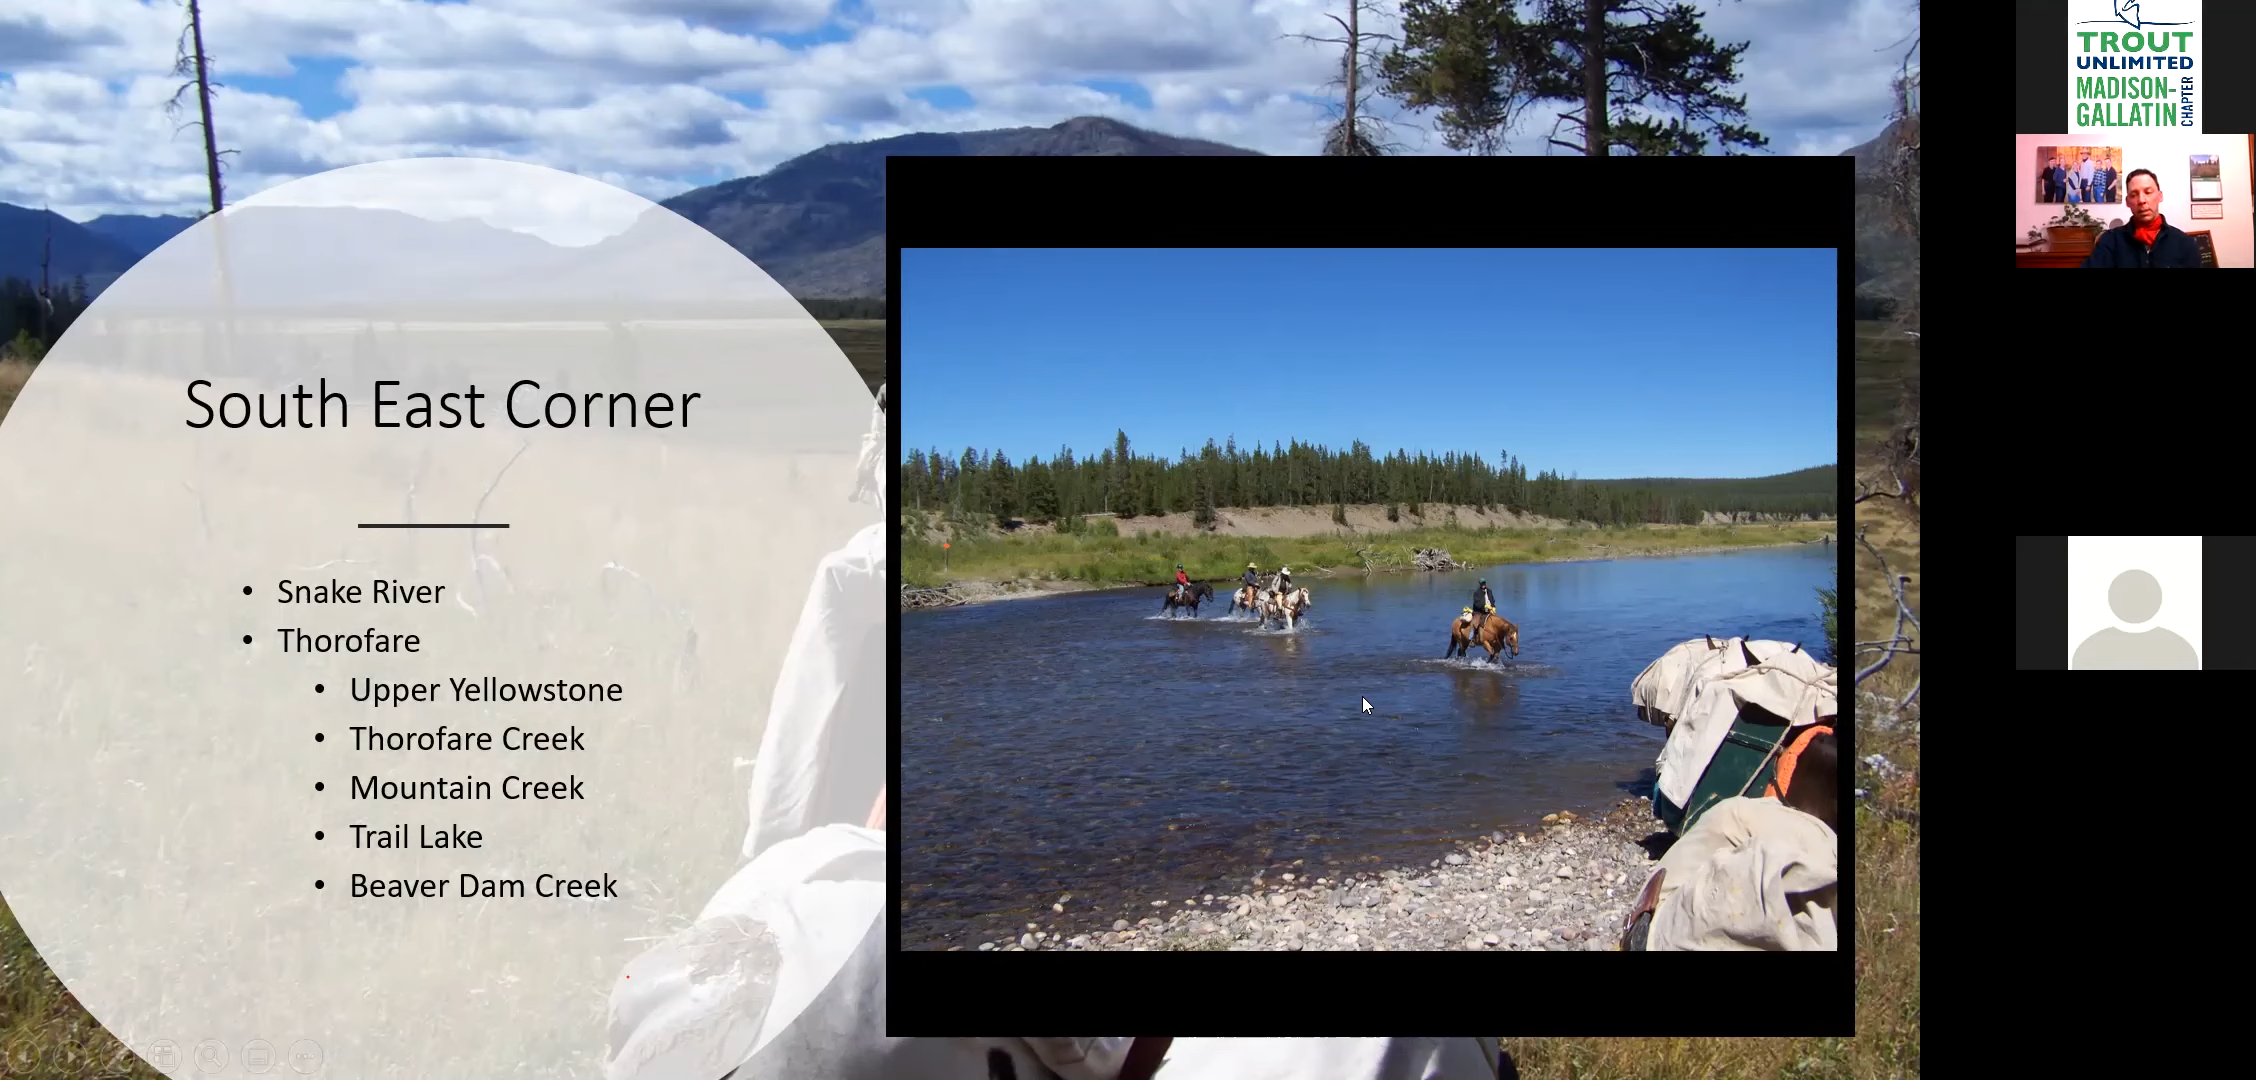 South East Corner
• Snake River
• Thorofare
• Upper Yellowstone
• Thorofare Creek
• Mountain Creek
• Trail Lake
• Beaver Dam Creek
TROUT
UNLIMITED
MADISON-
GALLATIN
CHAPTER